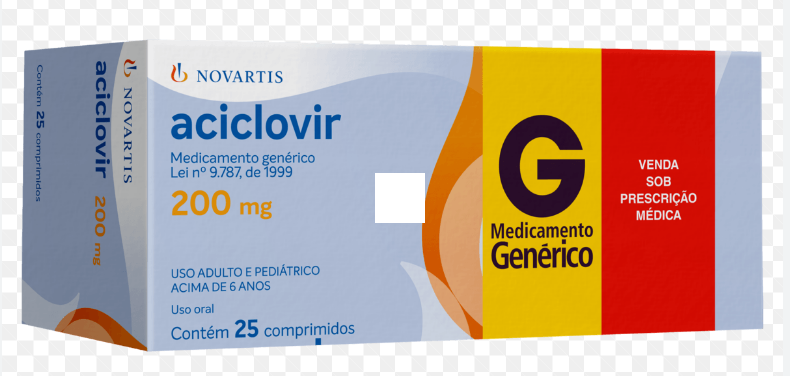 Contém 25 comprimidos
aciclovir 200 mg
NOVARTIS
NOVARTIS
aciclovir
Medicamento genérico
Lei nº 9.787, de 1999
200 mg
USO ADULTO E PEDIÁTRICO
ACIMA DE 6 ANOS
Uso oral
Contém 25 comprimidos
G
Medicamento
Genérico
VENDA
SOB
PRESCRIÇÃO
MÉDICA